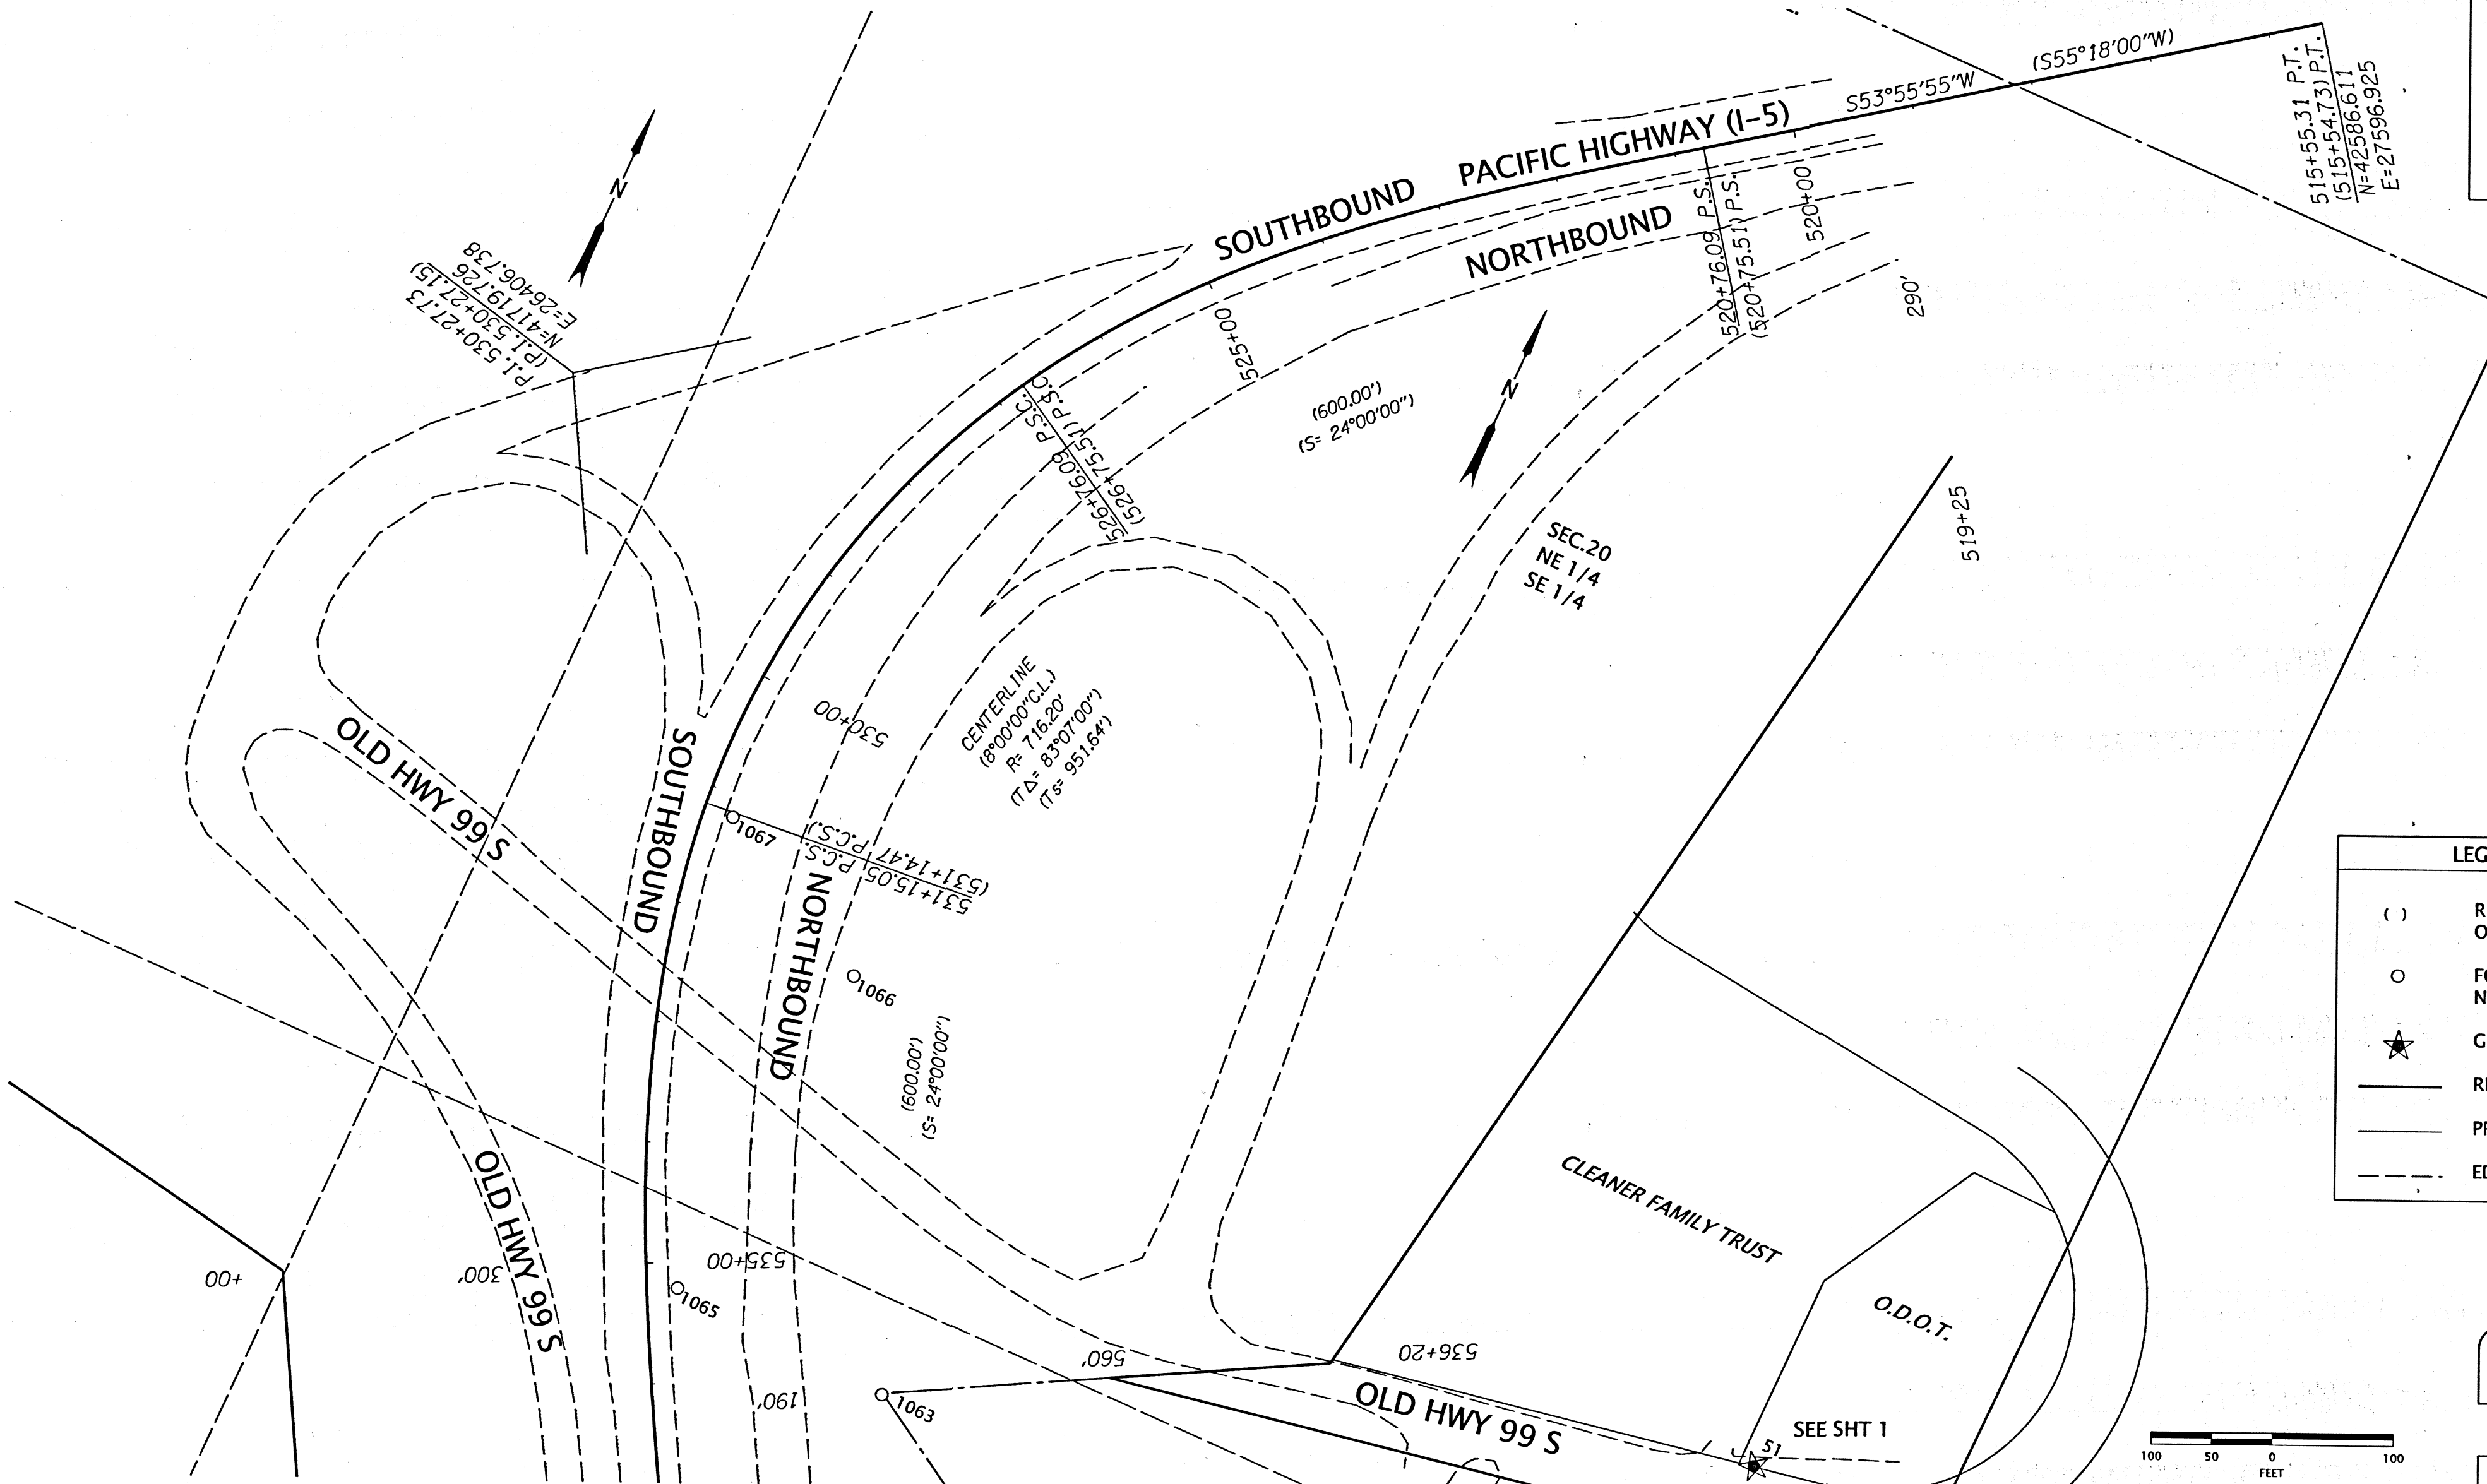 (S55°18'00"W)
S53°55'55"W
515+55.31 P.T.
(515+54.73) P.T.
N=42586.611
E=27596.925
SOUTHBOUND
PACIFIC HIGHWAY (I-5)
NORTHBOUND
520+76.09 P.S.
(520+75.51) P.S.
520+00
290'
N
P.I. 530+27.73
(P.I. 530+27.15)
N=41719.726
E=26406.738
525+00
N
(600.00')
(S= 24°00'00")
526+76.09 P.S.C.
(526+75.51) P.S.C.
519+25
SEC.20
NE 1/4
SE 1/4
CENTERLINE
(8°00'00"C.L.)
R= 716.20'
(T△= 83°07'00")
(Ts= 951.64')
530+00
OLD HWY 99 S
SOUTHBOUND
1067
531+15.05 P.C.S.
(531+14.47 P.C.S.)
NORTHBOUND
1066
(600.00')
(S= 24°00'00")
LEG
( )
R
O
FO
N
G
RI
PR
ED
OLD HWY 99 S
+00
300'
535+00
1065
CLEANER FAMILY TRUST
O.D.O.T.
560'
536+20
190'
1063
OLD HWY 99 S
SEE SHT 1
51
100 50 0 100
FEET